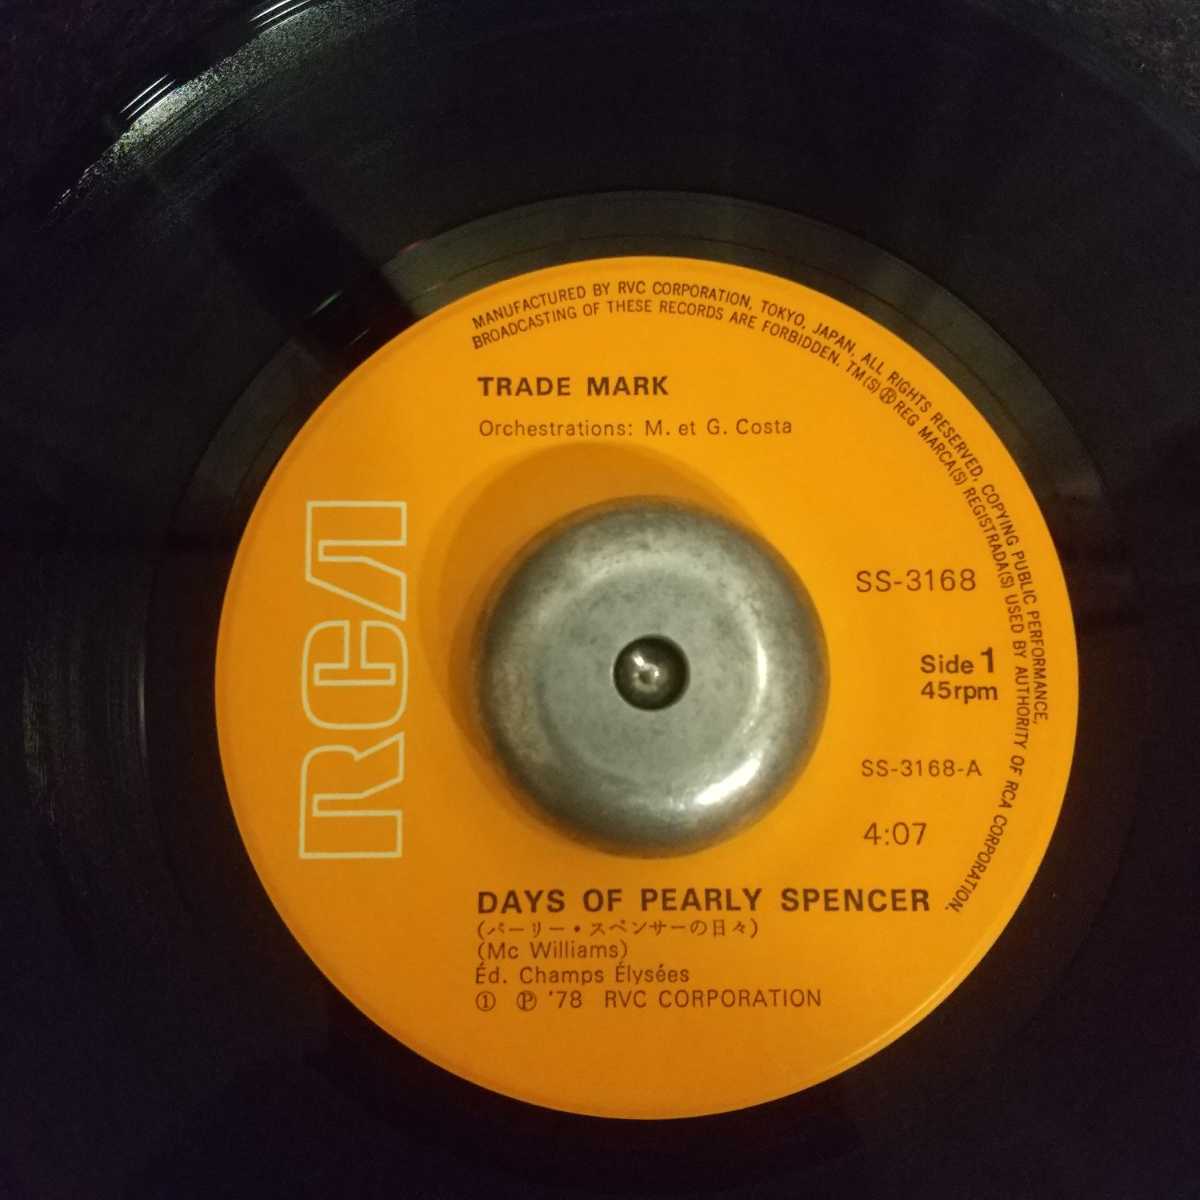 MANUFACTURED BY RVC CORPORATION, TOKYO, JAPAN, ALL RIGHTS RESERVED, COPYING PUBLIC PERFORMANCE,
BROADCASTING OF THESE RECORDS ARE FORBIDDEN. TM(S)®REG MARCA(S) REGISTRADA(S) USED BY AUTHORITY OF RCA CORPORATION.
TRADE MARK
Orchestrations: M. et G. Costa
RCA
SS-3168
Side 1
45rpm
SS-3168-A
4:07
DAYS OF PEARLY SPENCER
(パーリー・スペンサーの日々)
(Mc Williams)
Éd. Champs Élysées
① Ⓟ '78 RVC CORPORATION